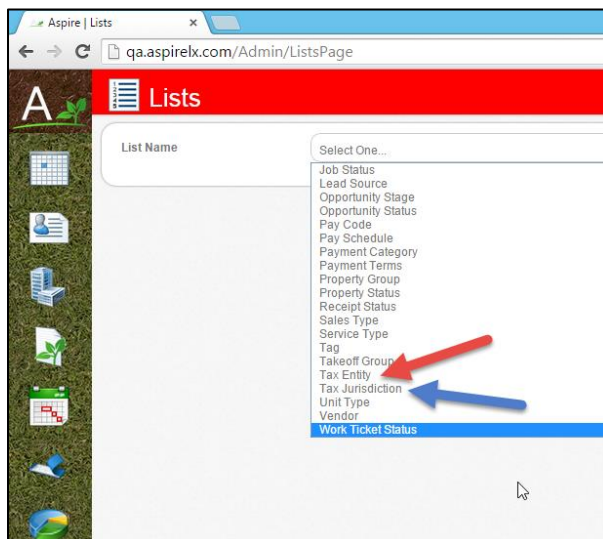 Aspire | Lists
qa.aspirelx.com/Admin/ListsPage
A
Lists
List Name
Select One...
Job Status
Lead Source
Opportunity Stage
Opportunity Status
Pay Code
Pay Schedule
Payment Category
Payment Terms
Property Group
Property Status
Receipt Status
Sales Type
Service Type
Tag
Takeoff Group
Tax Entity
Tax Jurisdiction
Unit Type
Vendor
Work Ticket Status